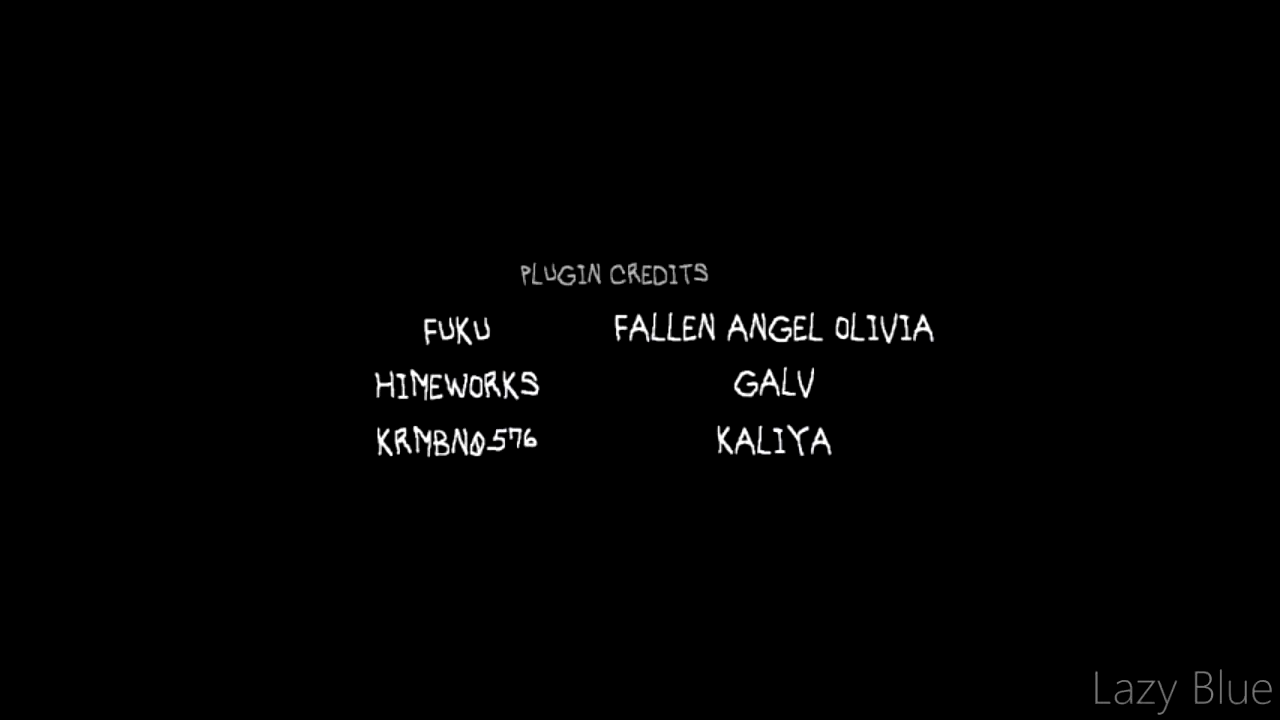 PLUGIN CREDITS
FUKU FALLEN ANGEL OLIVIA
HIMEWORKS GALV
KRMBN0576 KALIYA
Lazy Blue